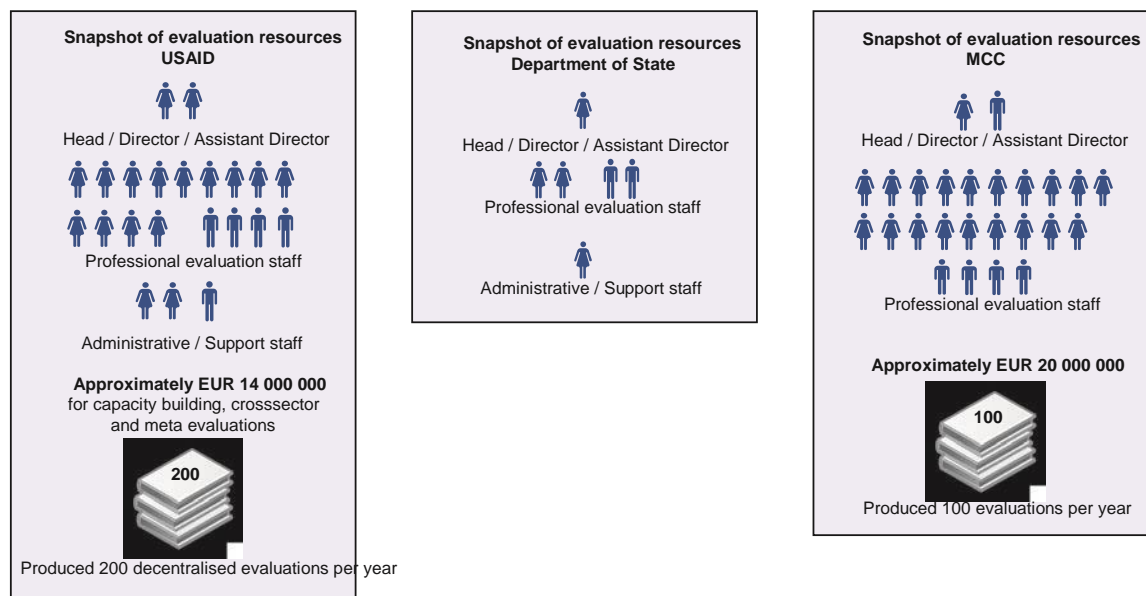 Snapshot of evaluation resources
USAID
Head / Director / Assistant Director
Professional evaluation staff
Administrative / Support staff
Approximately EUR 14 000 000
for capacity building, crosssector
and meta evaluations
200
Produced 200 decentralised evaluations per year
Snapshot of evaluation resources
Department of State
Head / Director / Assistant Director
Professional evaluation staff
Administrative / Support staff
Snapshot of evaluation resources
MCC
Head / Director / Assistant Director
Professional evaluation staff
Approximately EUR 20 000 000
100
Produced 100 evaluations per year